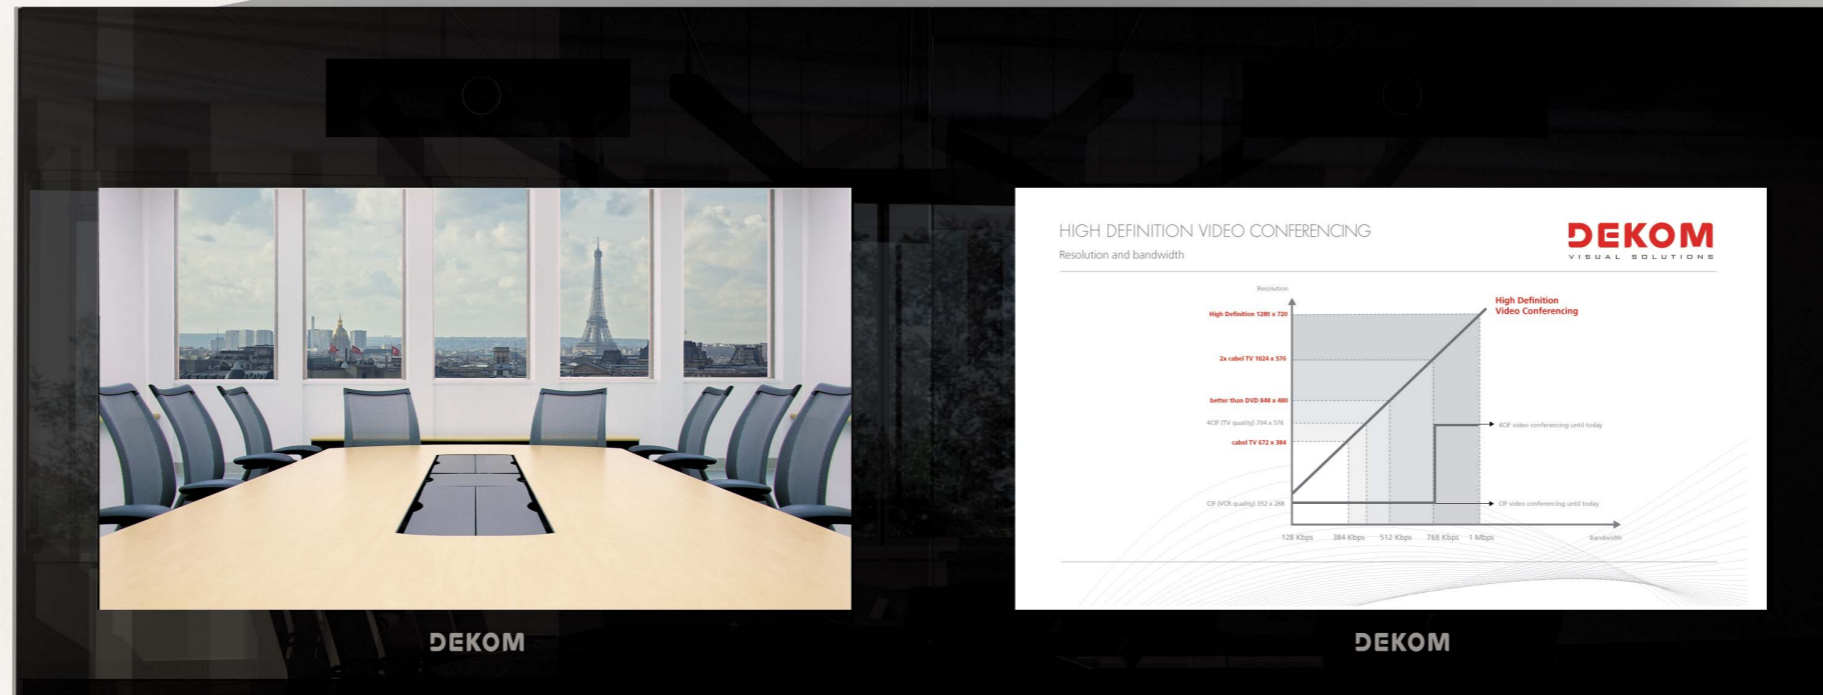 HIGH DEFINITION VIDEO CONFERENCING
Resolution and bandwidth
DEKOM
VISUAL SOLUTIONS
Resolution
High Definition 1280 x 720
2x cabel TV 1024 x 576
better than DVD 848 x 480
4CIF (TV quality) 704 x 576
cabel TV 672 x 384
CIF (VCR quality) 352 x 288
High Definition
Video Conferencing
4CIF video conferencing until today
CIF video conferencing until today
128 Kbps 384 Kbps 512 Kbps 768 Kbps 1 Mbps
Bandwidth
DEKOM
DEKOM